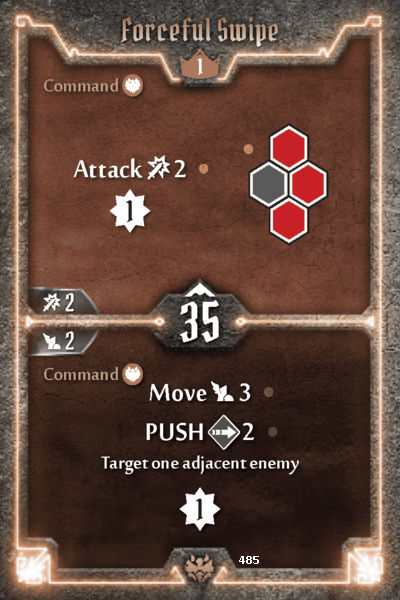 Forceful Swipe
1
Command
Attack 2
1
2
35
2
Command
Move 3
PUSH 2
Target one adjacent enemy
1
485